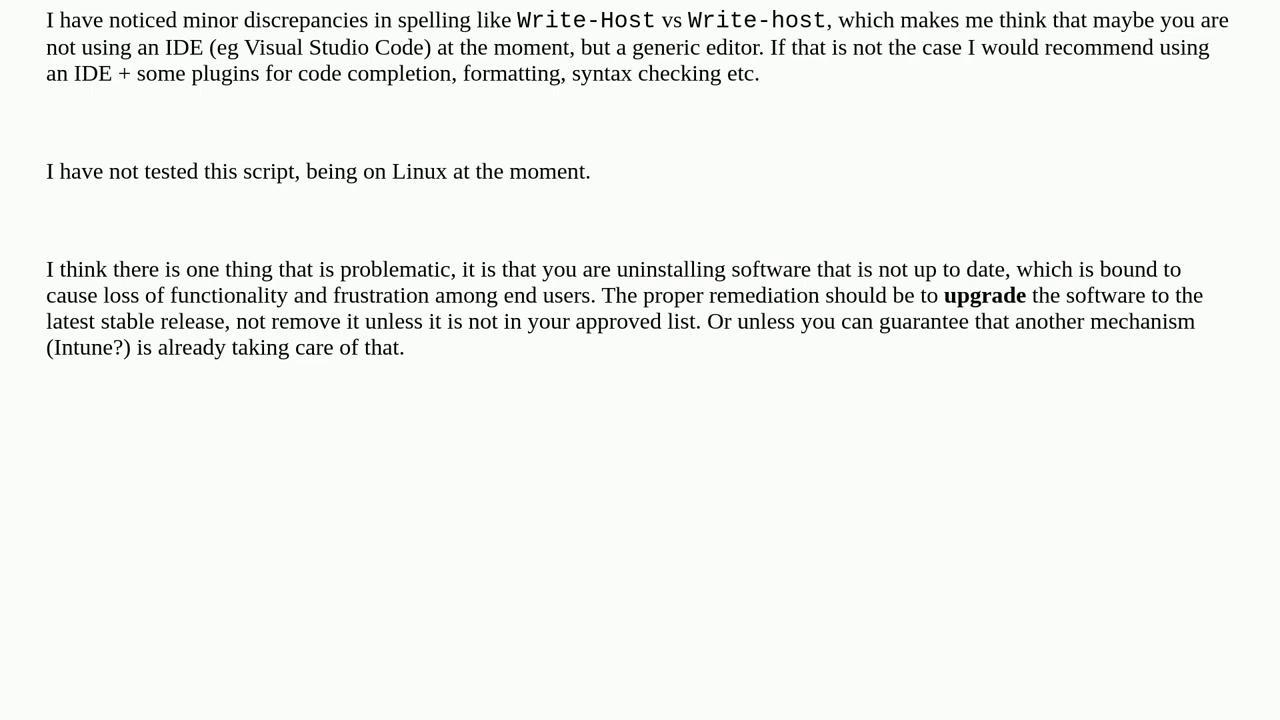 I have noticed minor discrepancies in spelling like Write-Host vs Write-host, which makes me think that maybe you are
not using an IDE (eg Visual Studio Code) at the moment, but a generic editor. If that is not the case I would recommend using
an IDE + some plugins for code completion, formatting, syntax checking etc.
I have not tested this script, being on Linux at the moment.
I think there is one thing that is problematic, it is that you are uninstalling software that is not up to date, which is bound to
cause loss of functionality and frustration among end users. The proper remediation should be to upgrade the software to the
latest stable release, not remove it unless it is not in your approved list. Or unless you can guarantee that another mechanism
(Intune?) is already taking care of that.